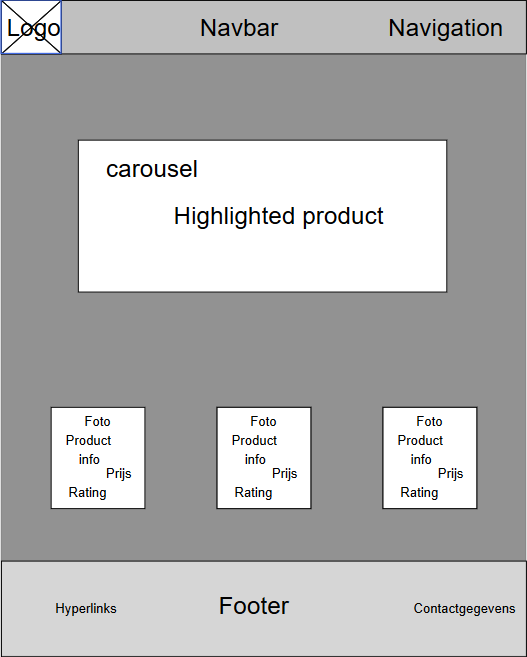 Logo
Navbar
Navigation
carousel
Highlighted product
Foto
Product
info
Prijs
Rating
Foto
Product
info
Prijs
Rating
Foto
Product
info
Prijs
Rating
Hyperlinks
Footer
Contactgegevens